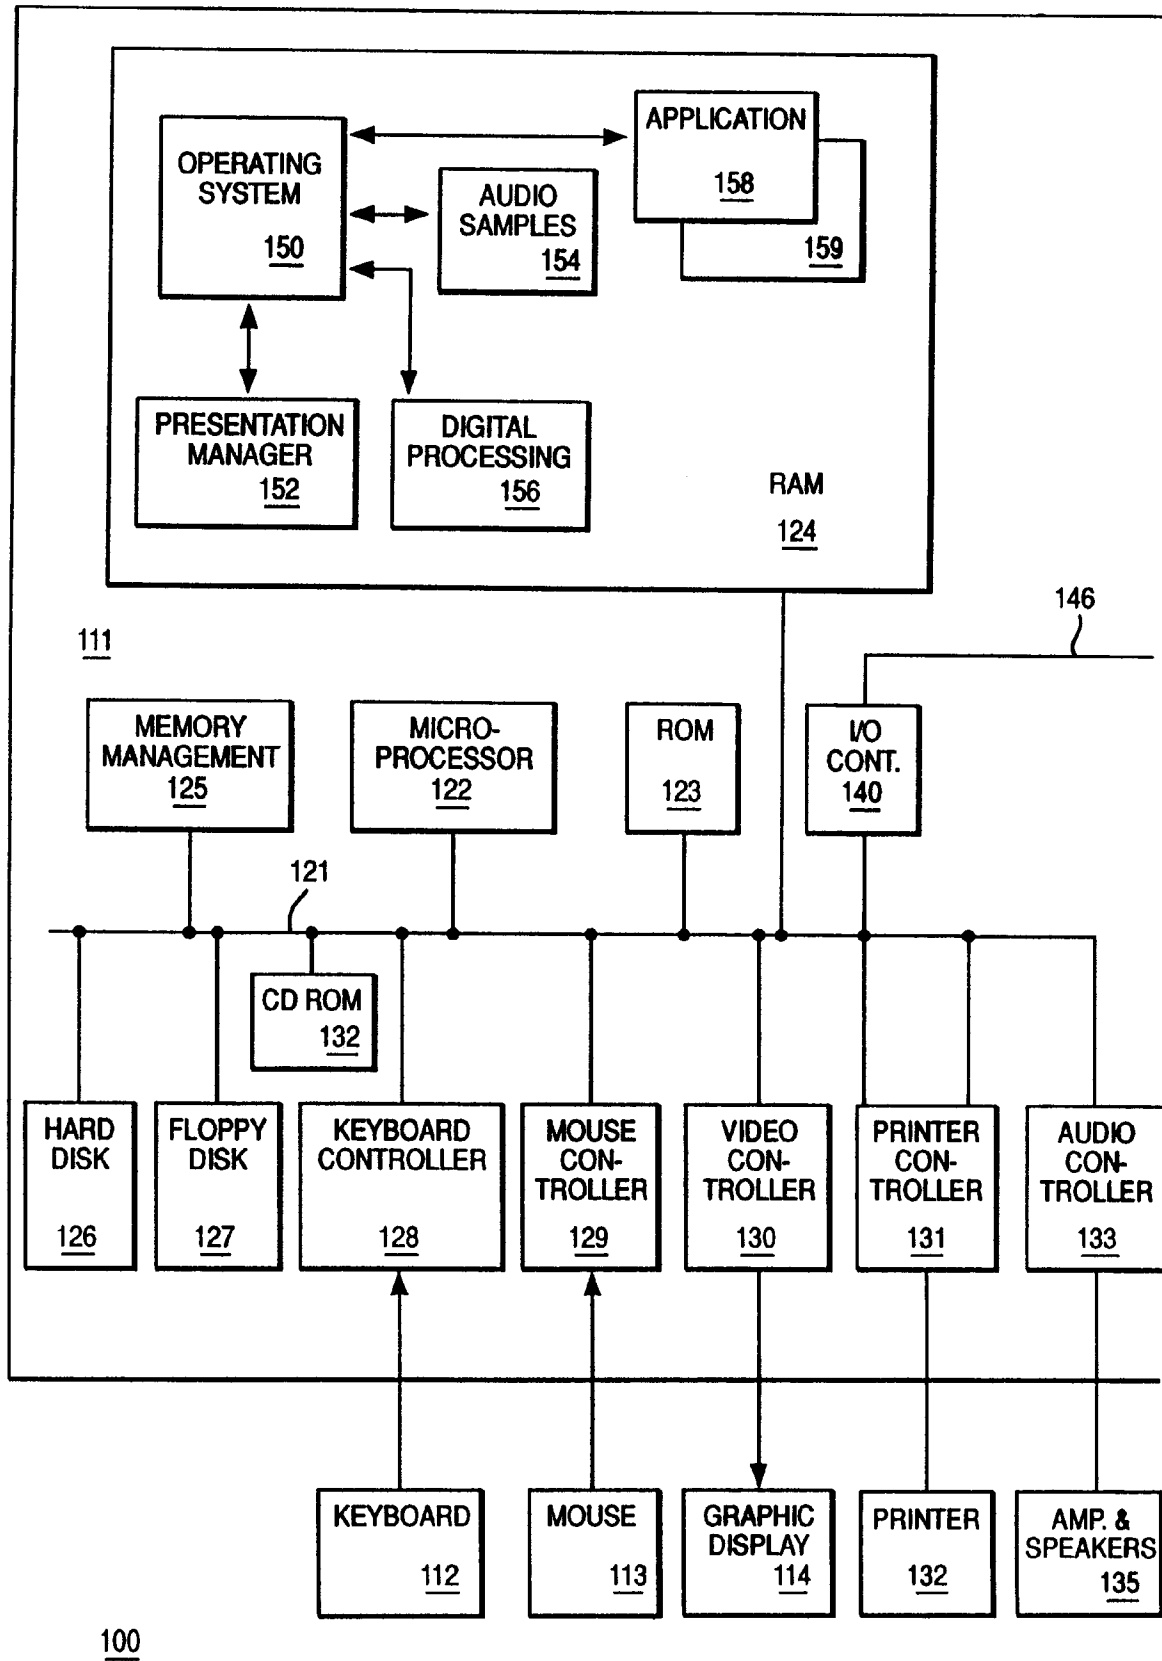 APPLICATION
158
159
OPERATING
SYSTEM
150
AUDIO
SAMPLES
154
PRESENTATION
MANAGER
152
DIGITAL
PROCESSING
156
RAM
124
146
111
MEMORY
MANAGEMENT
125
MICRO-
PROCESSOR
122
ROM
123
I/O
CONT.
140
121
CD ROM
132
HARD
DISK
126
FLOPPY
DISK
127
KEYBOARD
CONTROLLER
128
MOUSE
CON-
TROLLER
129
VIDEO
CON-
TROLLER
130
PRINTER
CON-
TROLLER
131
AUDIO
CON-
TROLLER
133
KEYBOARD
112
MOUSE
113
GRAPHIC
DISPLAY
114
PRINTER
132
AMP. &
SPEAKERS
135
100